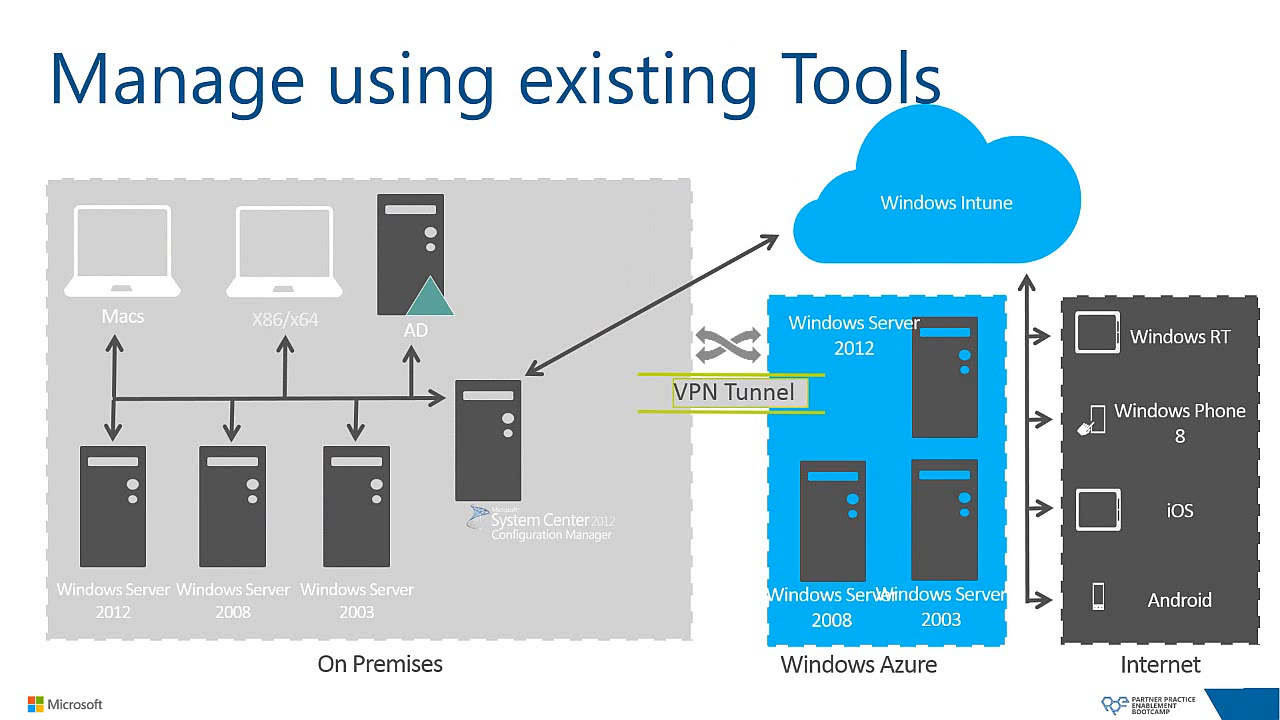 Manage using existing Tools
Windows Intune
Macs
X86/x64
AD
Windows Server
2012
Windows RT
VPN Tunnel
Windows Phone
8
Microsoft
System Center 2012
Configuration Manager
iOS
Windows Server
2012
Windows Server
2008
Windows Server
2003
Windows Server
2008
Windows Server
2003
Android
On Premises
Windows Azure
Internet
Microsoft
PARTNER PRACTICE
ENABLEMENT
BOOTCAMP